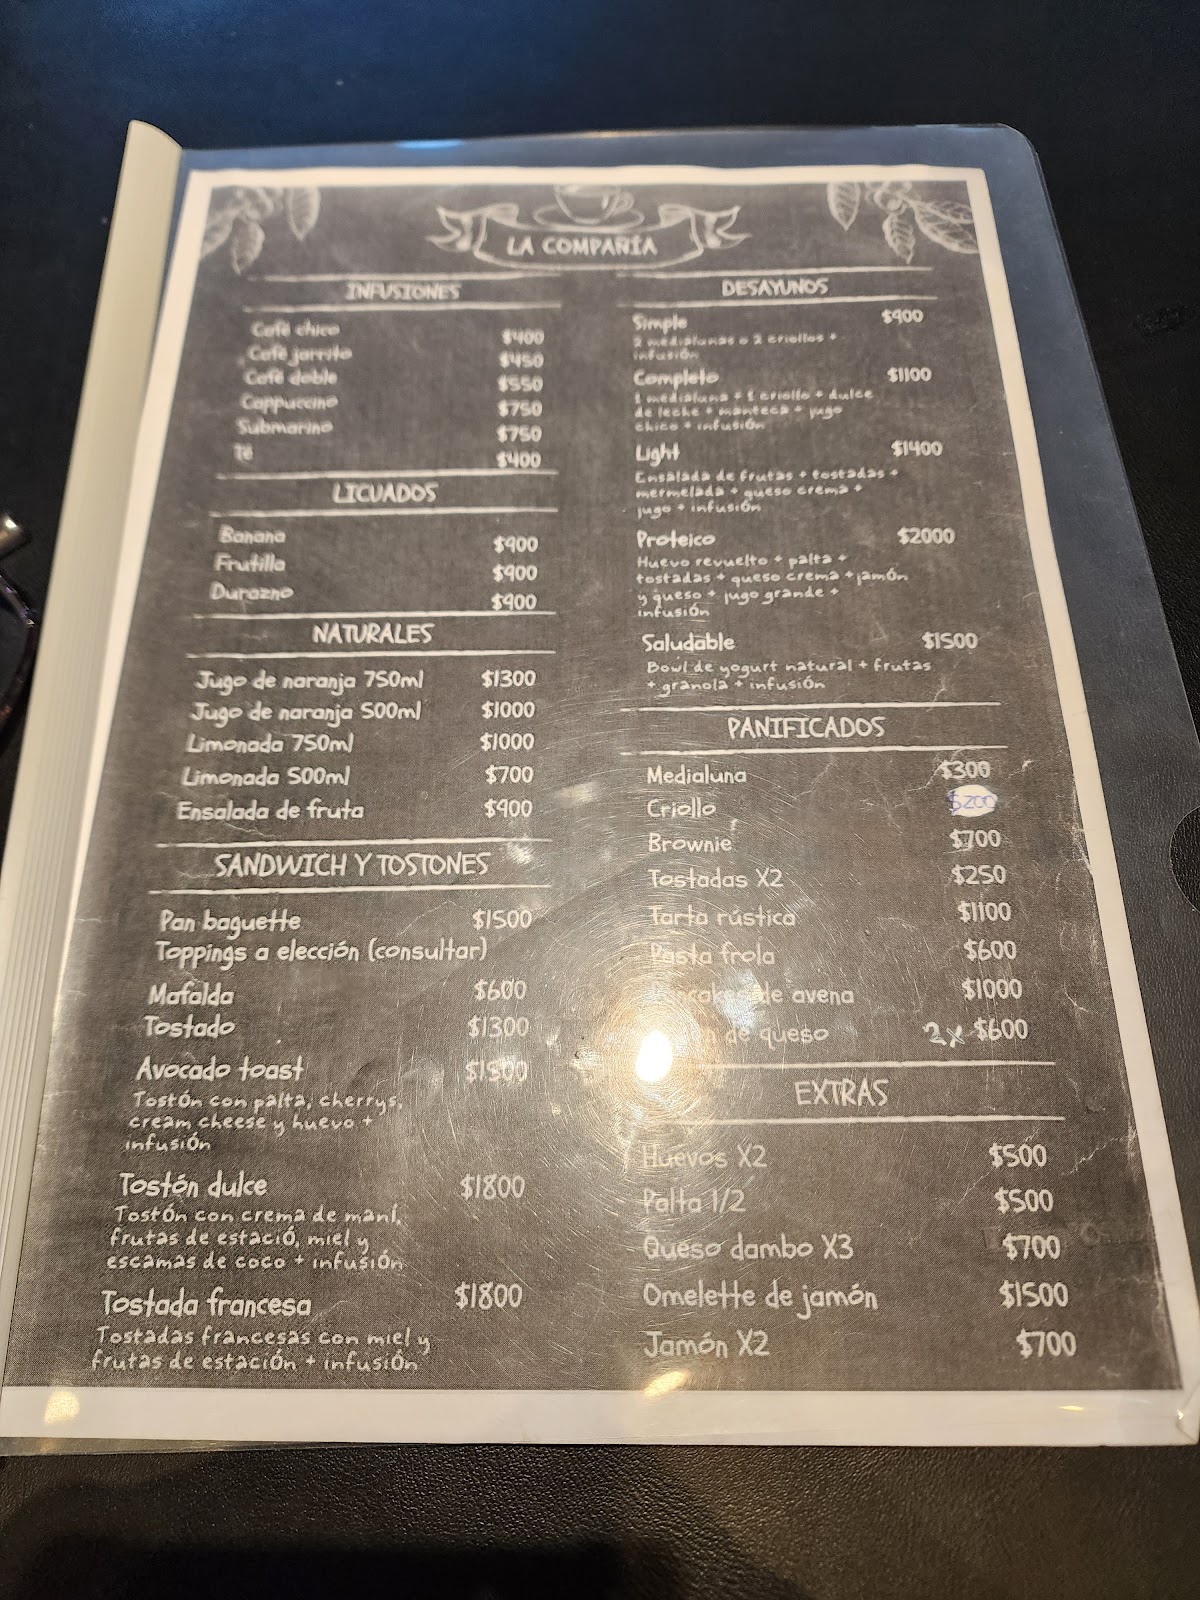 LA COMPAÑÍA
INFUSIONES
Café chico $400
Café jarrito $450
Café doble $550
Cappuccino $750
Submarino $750
Té $400
LICUADOS
Banana $900
Frutilla $900
Durazno $900
NATURALES
Jugo de naranja 750ml $1300
Jugo de naranja 500ml $1000
Limonada 750ml $1000
Limonada 500ml $700
Ensalada de fruta $900
SANDWICH Y TOSTONES
Pan baguette $1500
Toppings a elección (consultar)
Mafalda $600
Tostado $1300
Avocado toast
Tostón con palta, cherrys,
cream cheese y huevo +
infusión
Tostón dulce $1800
Tostón con crema de maní,
frutas de estació, miel y
escamas de coco + infusión
Tostada francesa $1800
Tostadas francesas con miel y
frutas de estación + infusión
DESAYUNOS
Simple $900
2 medialunas o 2 criollos +
infusión
Completo $1100
1 medialuna + 1 criollo + dulce
de leche + manteca + jugo
chico + infusión
Light $1400
Ensalada de frutas + tostadas +
mermelada + queso crema +
jugo + infusión
Proteico $2000
Huevo revuelto + palta +
tostadas + queso crema + jamón
y queso + jugo grande +
infusión
Saludable $1500
Bowl de yogurt natural + frutas
+ granola + infusión
PANIFICADOS
Medialuna $300
Criollo $200
Brownie $700
Tostadas X2 $250
Tarta rústica $1100
Pasta frola $600
de avena $1000
de queso 2x $600
EXTRAS
Huevos X2 $500
Palta 1/2 $500
Queso dambo X3 $700
Omelette de jamón $1500
Jamón X2 $700